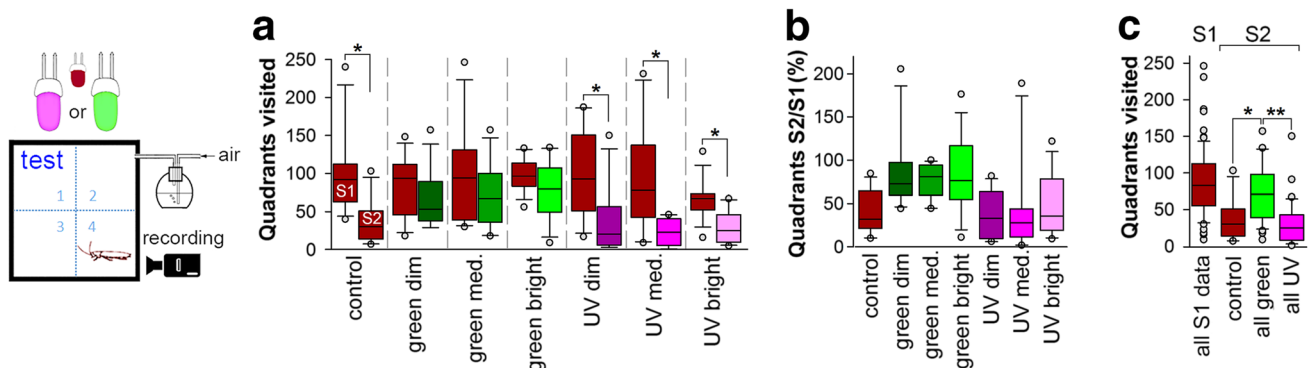 or
test
1 2
3 4
air
recording
a
Quadrants visited
250
200
150
100
50
0
*
S1
S2
*
*
*
control
green dim
green med.
green bright
UV dim
UV med.
UV bright
b
Quadrants S2/S1(%)
200
150
100
50
0
control
green dim
green med.
green bright
UV dim
UV med.
UV bright
c
S1 S2
Quadrants visited
250
200
150
100
50
0
* **
all S1 data
control
all green
all UV